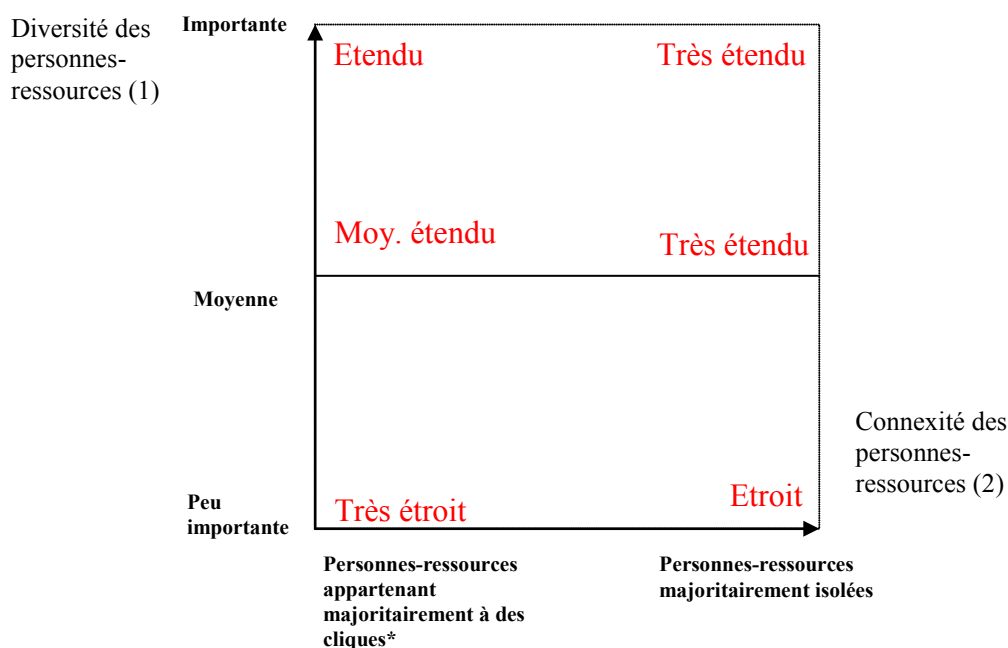 Diversité des
personnes-
ressources (1)
Importante
Etendu
Très étendu
Moy. étendu
Très étendu
Moyenne
Connexité des
personnes-
ressources (2)
Peu
importante
Très étroit
Etroit
Personnes-ressources
appartenant
majoritairement à des
cliques*
Personnes-ressources
majoritairement isolées